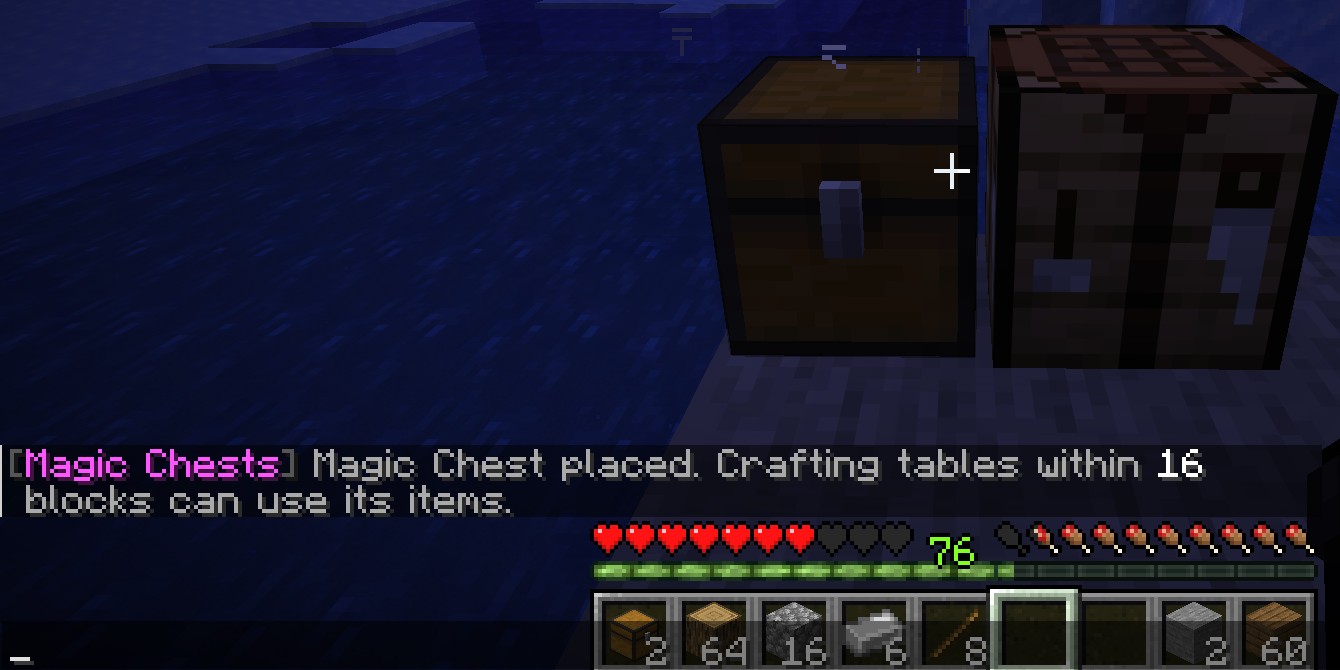 [Magic Chests] Magic Chest placed. Crafting tables within 16
blocks can use its items.
76
2 64 16 6 8 2 60
_